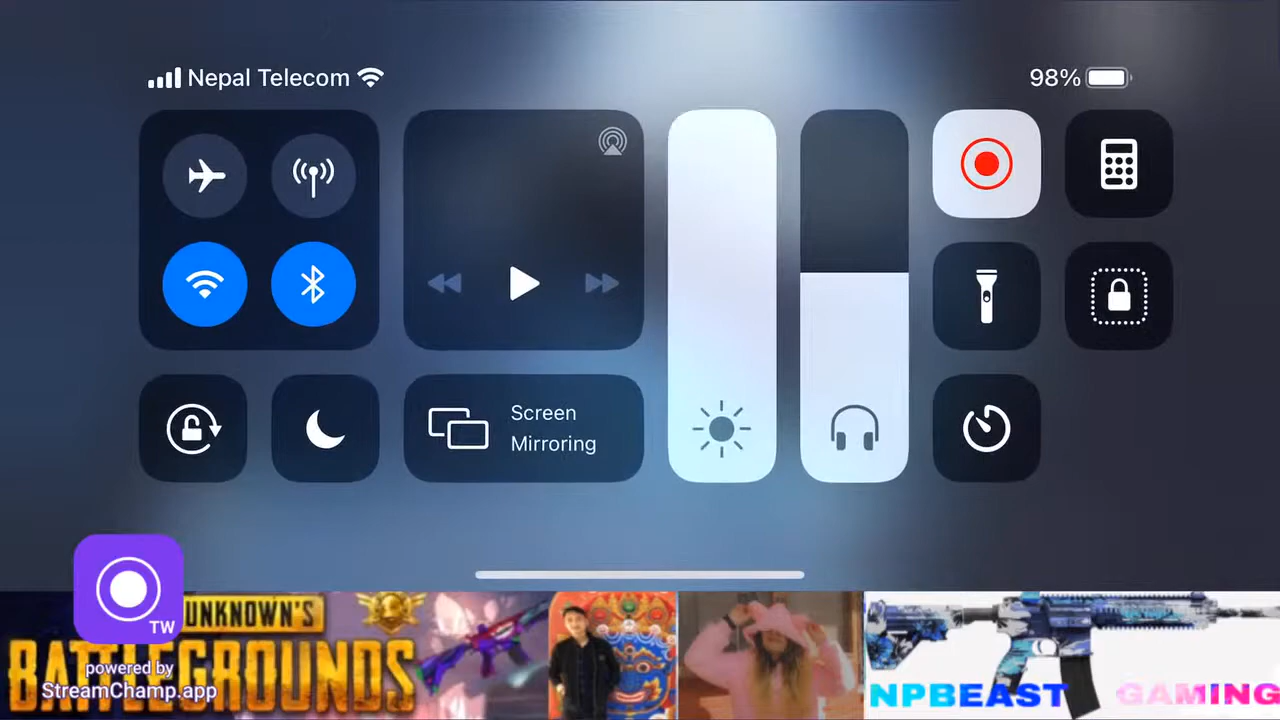 Nepal Telecom
98%
Screen
Mirroring
TW
powered by
StreamChamp.app
UNKNOWN'S
BATTLEGROUNDS
NPBEAST GAMING